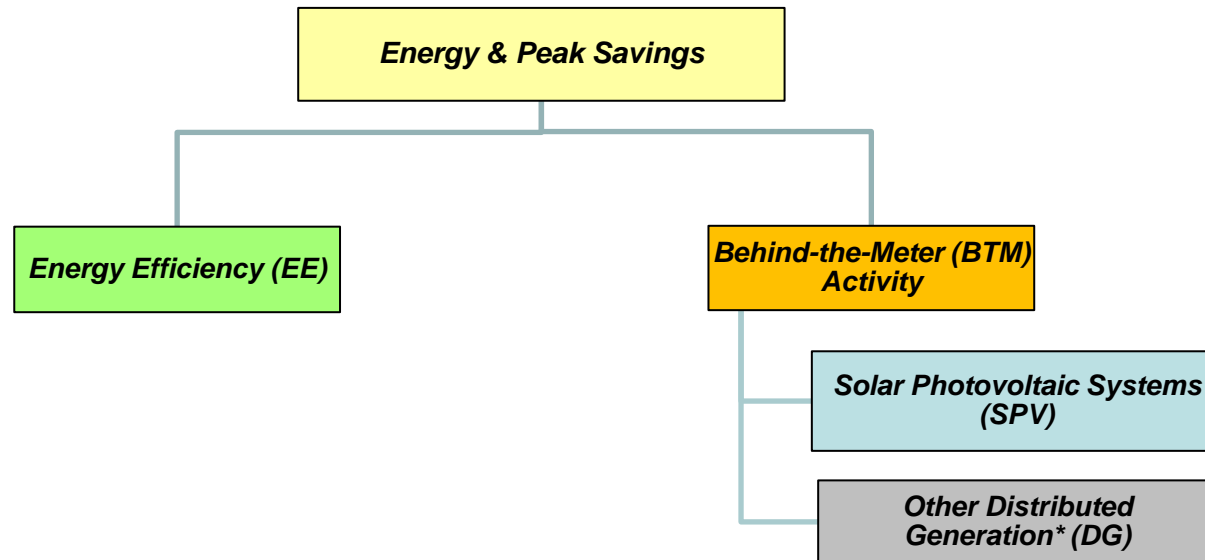 Energy & Peak Savings
Energy Efficiency (EE)
Behind-the-Meter (BTM)
Activity
Solar Photovoltaic Systems
(SPV)
Other Distributed
Generation* (DG)